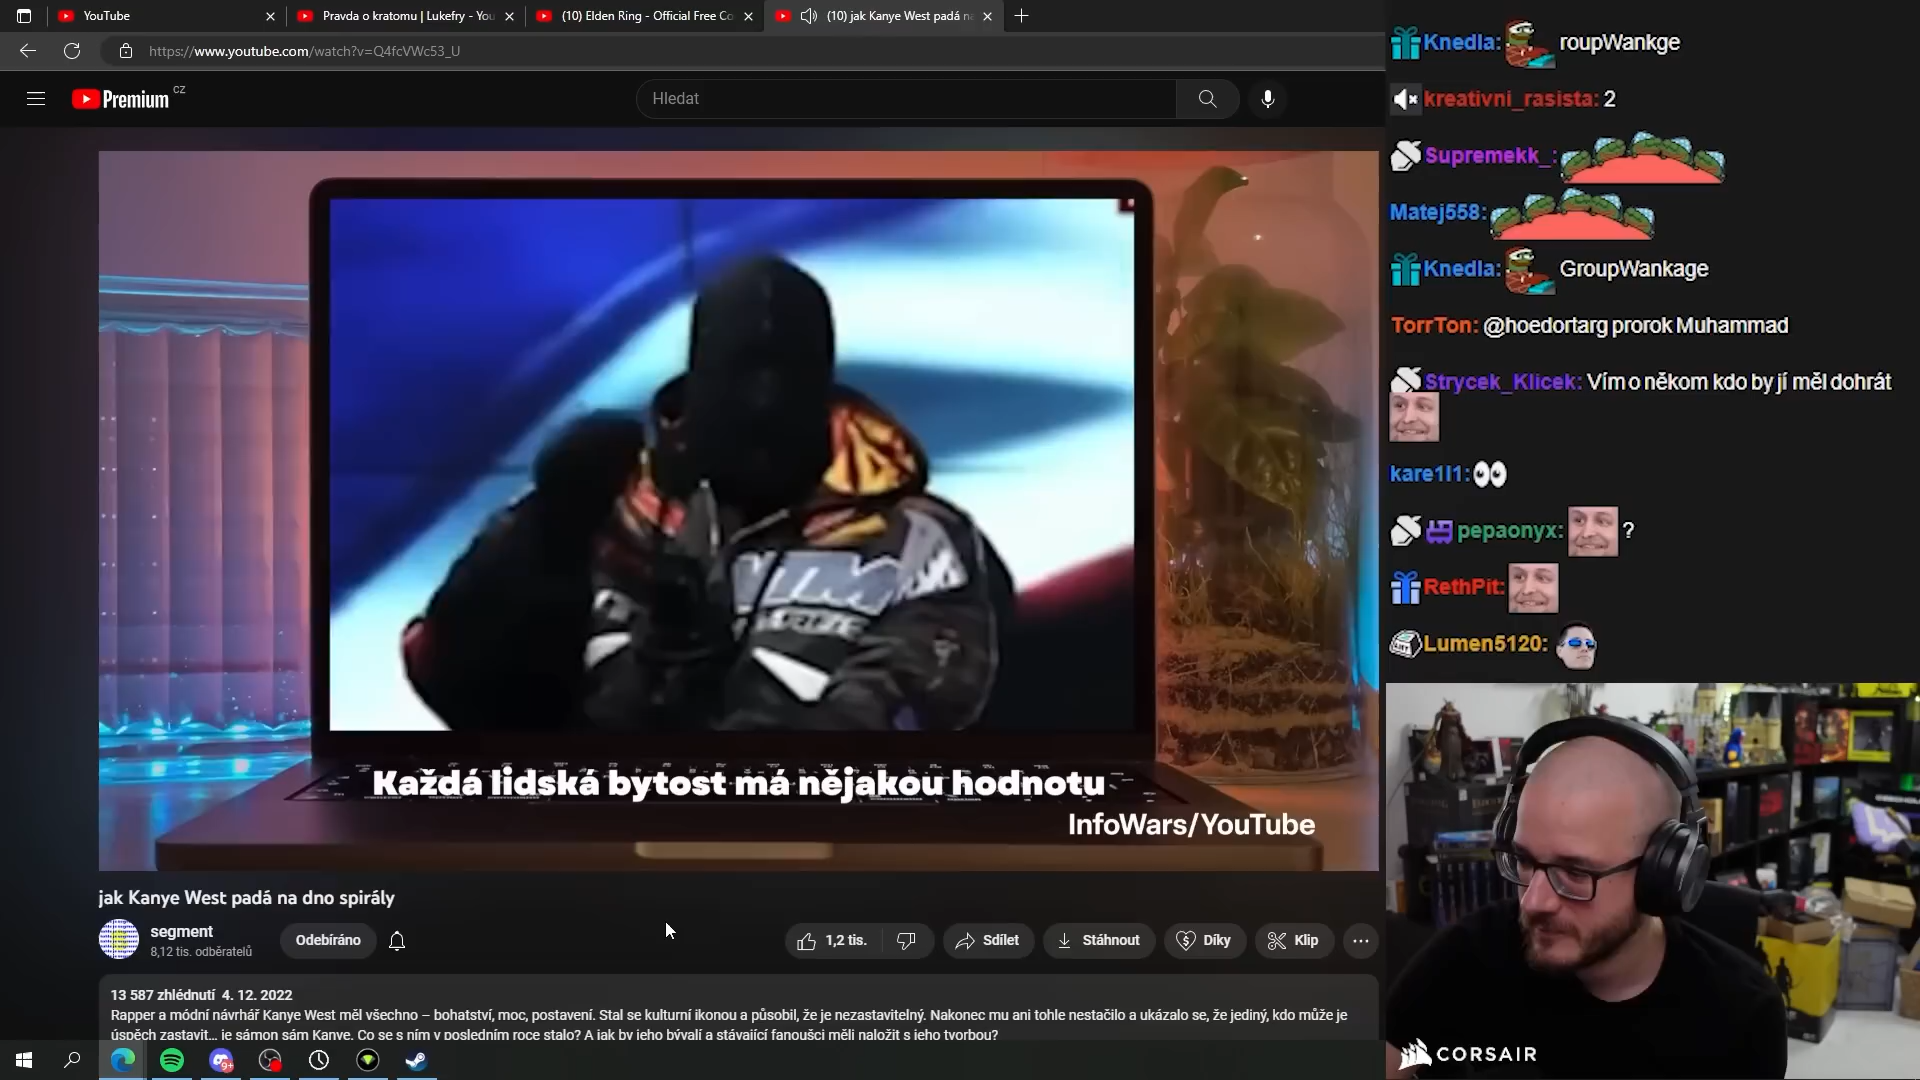 YouTube
Pravda o kratomu | Lukefry - You
(10) Elden Ring - Official Free Co
(10) jak Kanye West padá na
https://www.youtube.com/watch?v=Q4fcVWc53_U
Premium CZ
Hledat
Každá lidská bytost má nějakou hodnotu
InfoWars/YouTube
jak Kanye West padá na dno spirály
segment
8,12 tis. odběratelů
Odebíráno
1,2 tis.
Sdílet
Stáhnout
Díky
Klip
13 587 zhlédnutí 4. 12. 2022
Rapper a módní návrhář Kanye West měl všechno – bohatství, moc, postavení. Stal se kulturní ikonou a působil, že je nezastavitelný. Nakonec mu ani tohle nestačilo a ukázalo se, že jediný, kdo může je
úspěch zastavit... je sámon sám Kanye. Co se s ním v posledním roce stalo? A jak by jeho bývalí a stávající fanoušci měli naložit s jeho tvorbou?
9+
Knedla: roupWankge
kreativni_rasista: 2
Supremekk_:
Matej558:
Knedla: GroupWankage
TorrTon: @hoedortarg prorok Muhammad
Strycek_Klicek: Vím o někom kdo by jí měl dohrát
kare1l1:
pepaonyx: ?
RethPit:
Lumen5120:
CORSAIR